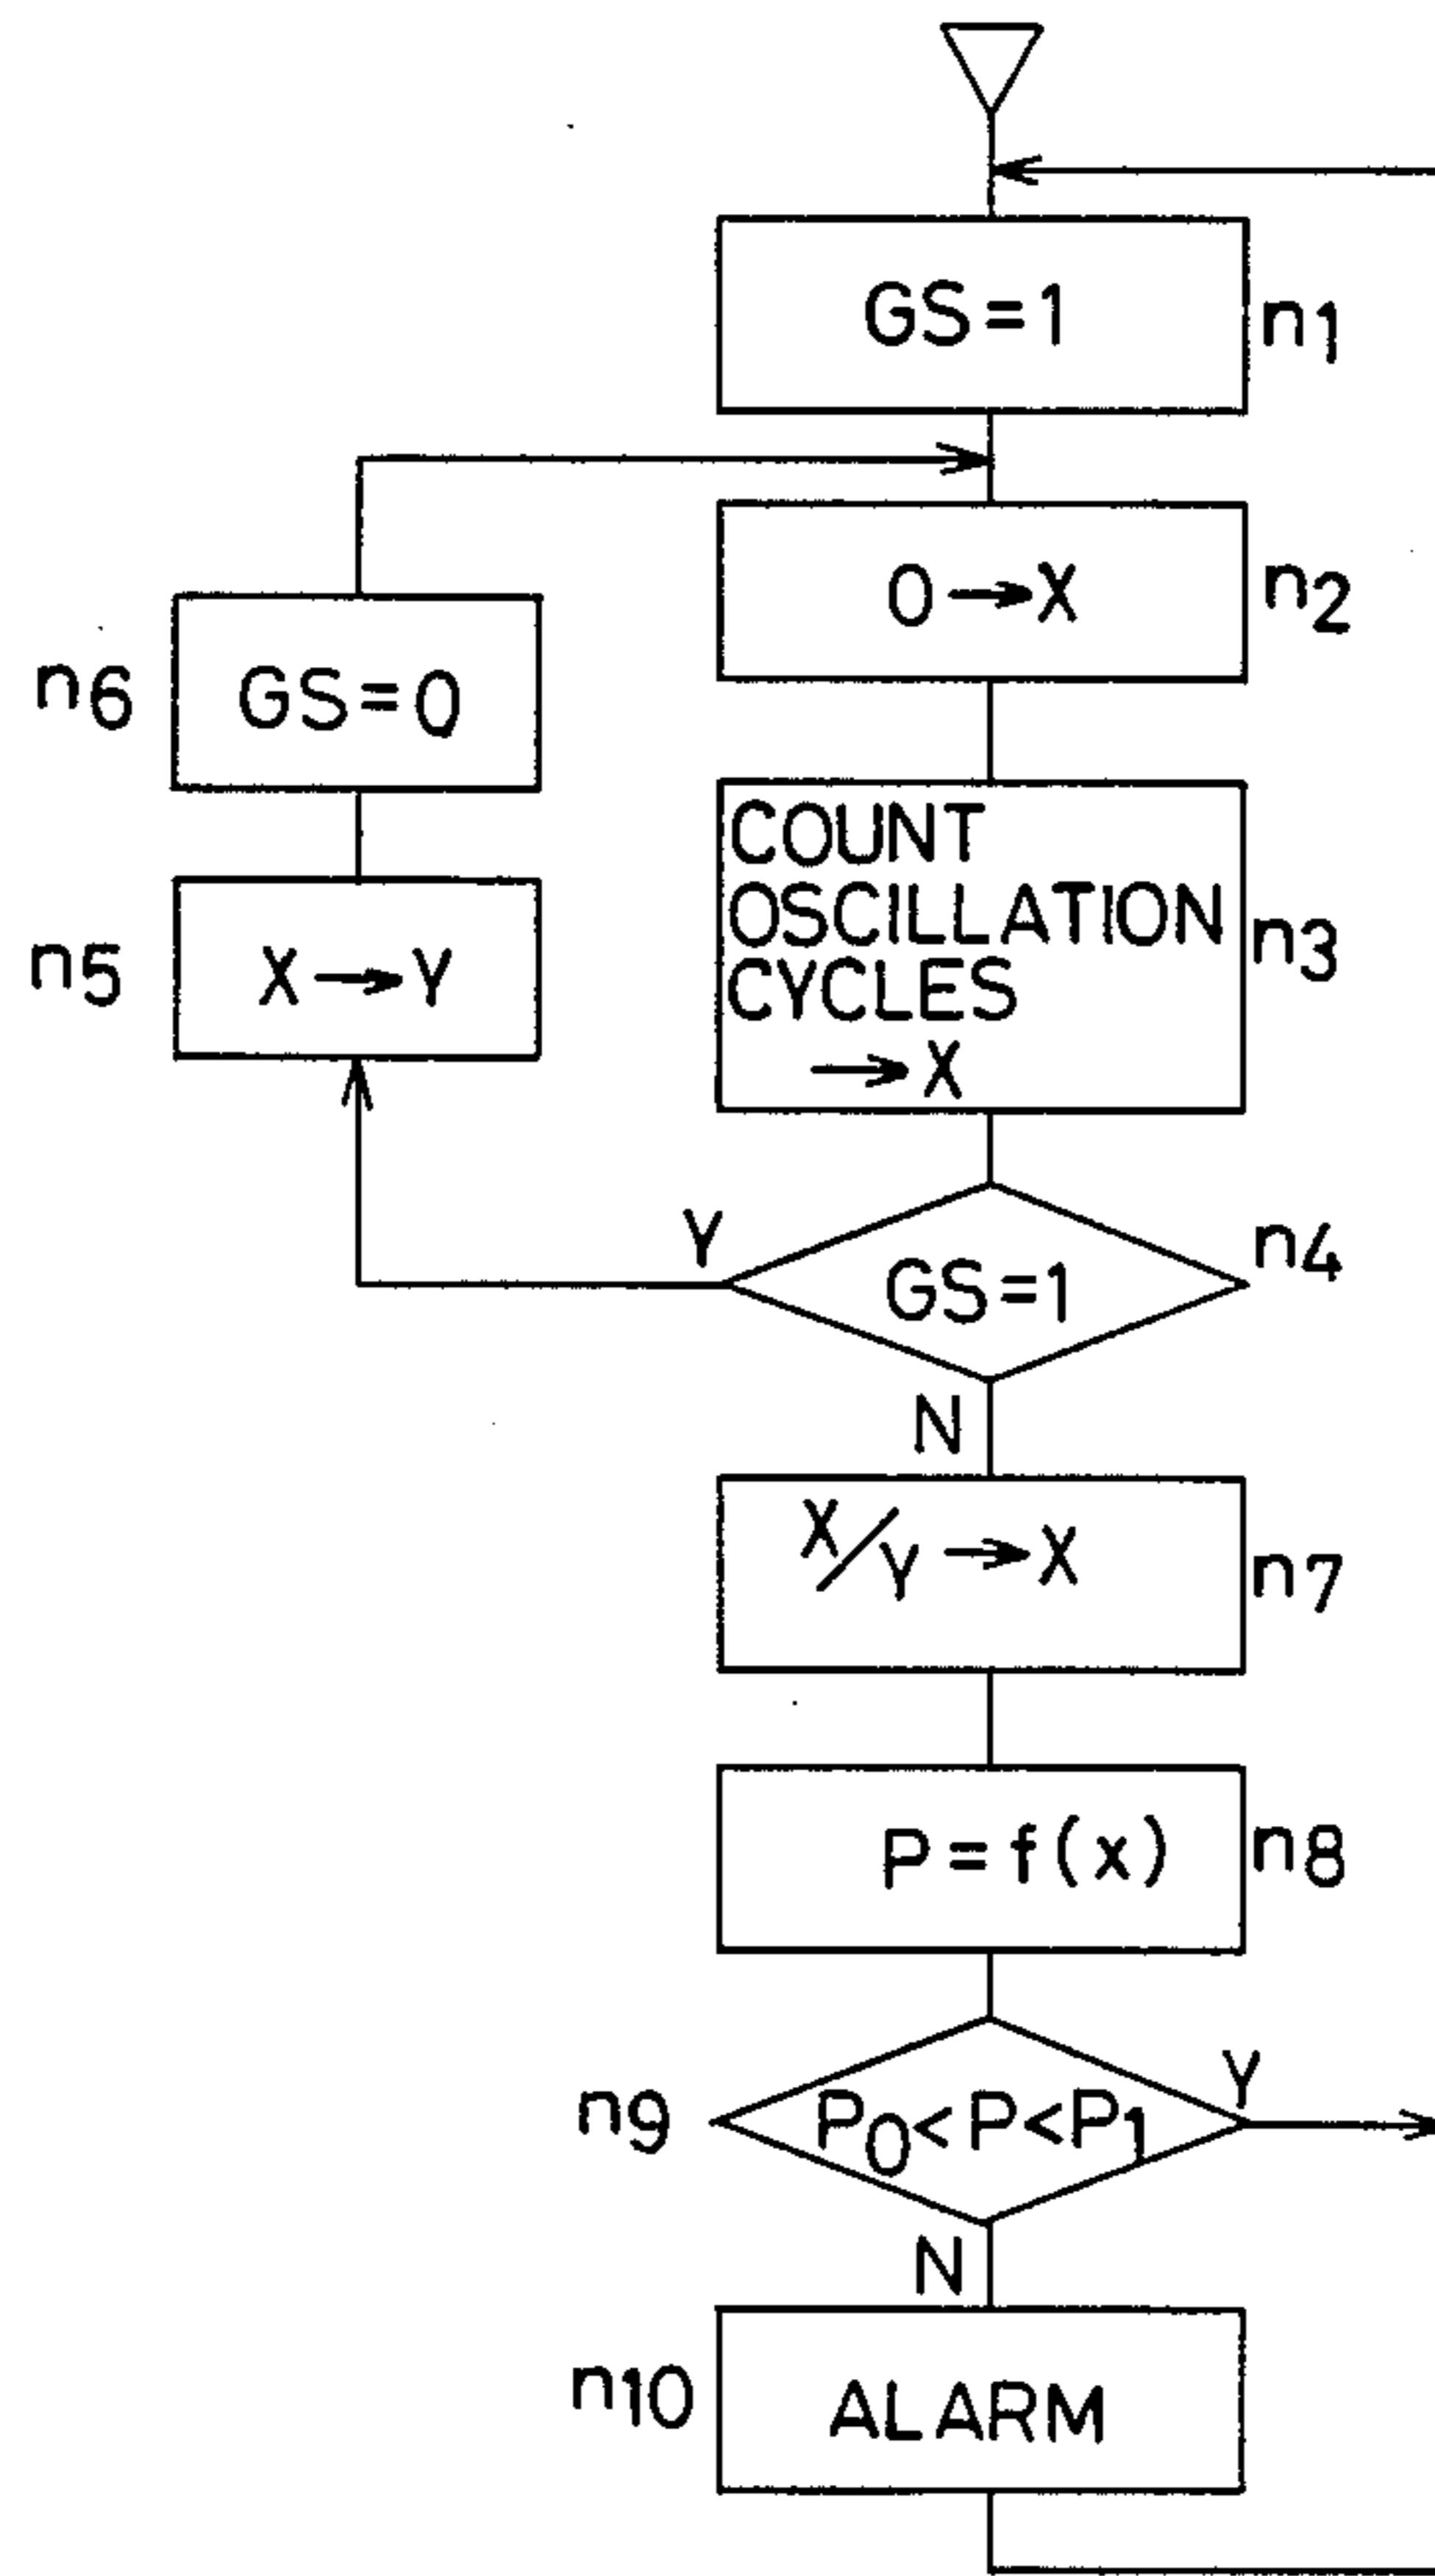 GS=1
n1
0→X
n2
n6
GS=0
COUNT
OSCILLATION
CYCLES
→X
n3
n5
X→Y
Y
GS=1
n4
N
X/Y→X
n7
P=f(x)
n8
n9
P0<P<P1
Y
N
n10
ALARM